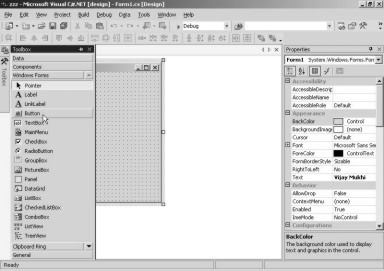 zzz - Microsoft Visual C#.NET [design] - Form1.cs [Design]
File Edit View Project Build Debug Data Tools Window Help
Debug
Toolbox
Data
Components
Windows Forms
Pointer
Label
LinkLabel
Button
TextBox
MainMenu
CheckBox
RadioButton
GroupBox
PictureBox
Panel
DataGrid
ListBox
CheckedListBox
ComboBox
ListView
TreeView
Clipboard Ring
General
Toolbox
Properties
Form1 System.Windows.Forms.Forn
Accessibility
AccessibleDescrip
AccessibleName
AccessibleRole Default
Appearance
BackColor Control
BackgroundImage (none)
Cursor Default
Font Microsoft Sans Ser
ForeColor ControlText
FormBorderStyle Sizable
RightToLeft No
Text Vijay Mukhi
Behavior
AllowDrop False
ContextMenu (none)
Enabled True
ImeMode NoControl
Configurations
BackColor
The background color used to display
text and graphics in the control.
Ready